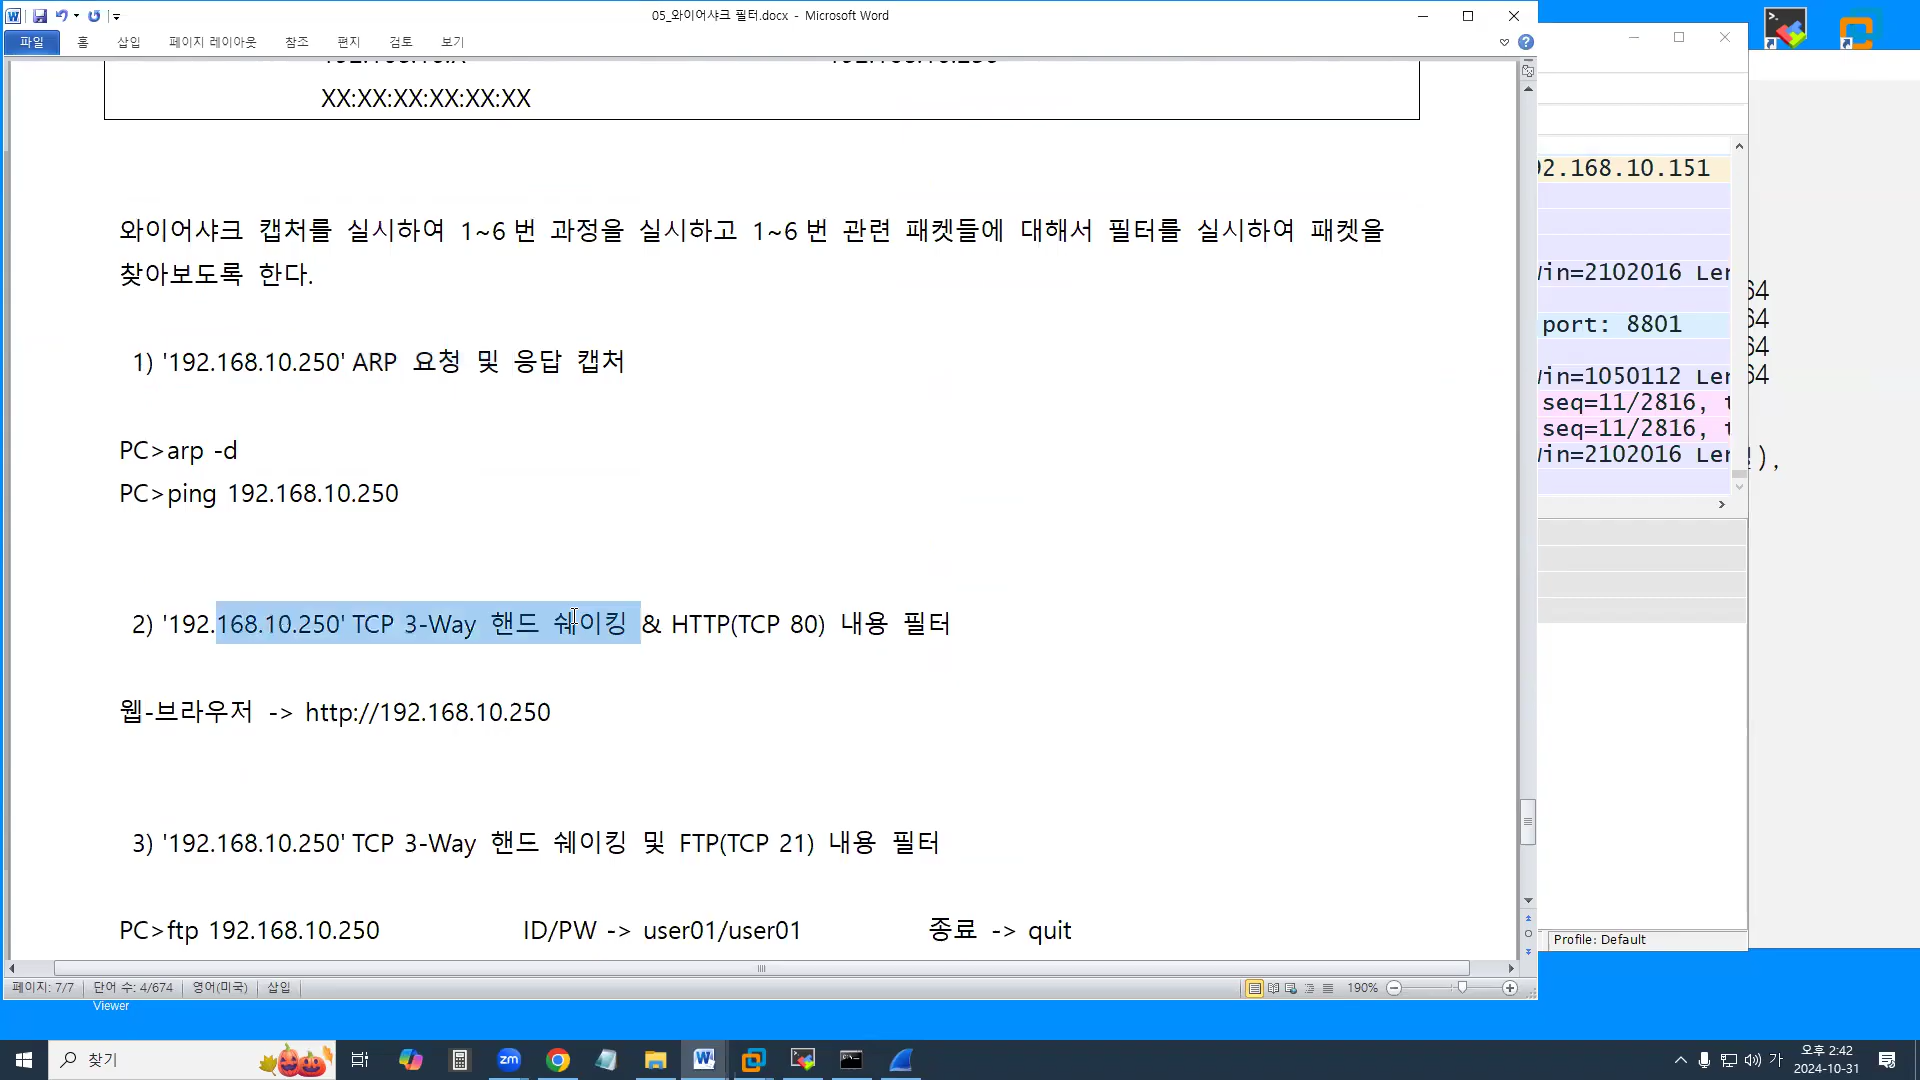 05_와이어샤크 필터.docx - Microsoft Word
파일 홈 삽입 페이지 레이아웃 참조 편지 검토 보기
XX:XX:XX:XX:XX:XX
와이어샤크 캡처를 실시하여 1~6번 과정을 실시하고 1~6번 관련 패켓들에 대해서 필터를 실시하여 패켓을
찾아보도록 한다.
1) '192.168.10.250' ARP 요청 및 응답 캡처
PC>arp -d
PC>ping 192.168.10.250
2) '192.168.10.250' TCP 3-Way 핸드 쉐이킹 & HTTP(TCP 80) 내용 필터
웹-브라우저 -> http://192.168.10.250
3) '192.168.10.250' TCP 3-Way 핸드 쉐이킹 및 FTP(TCP 21) 내용 필터
PC>ftp 192.168.10.250 ID/PW -> user01/user01 종료 -> quit
페이지: 7/7 단어 수: 4/674 영어(미국) 삽입 190%
2.168.10.151
in=2102016 Ler
64
64
port: 8801
64
in=1050112 Ler
64
seq=11/2816, t
seq=11/2816, t
in=2102016 Ler
),
Profile: Default
Viewer
찾기
zm
가
오후 2:42
2024-10-31